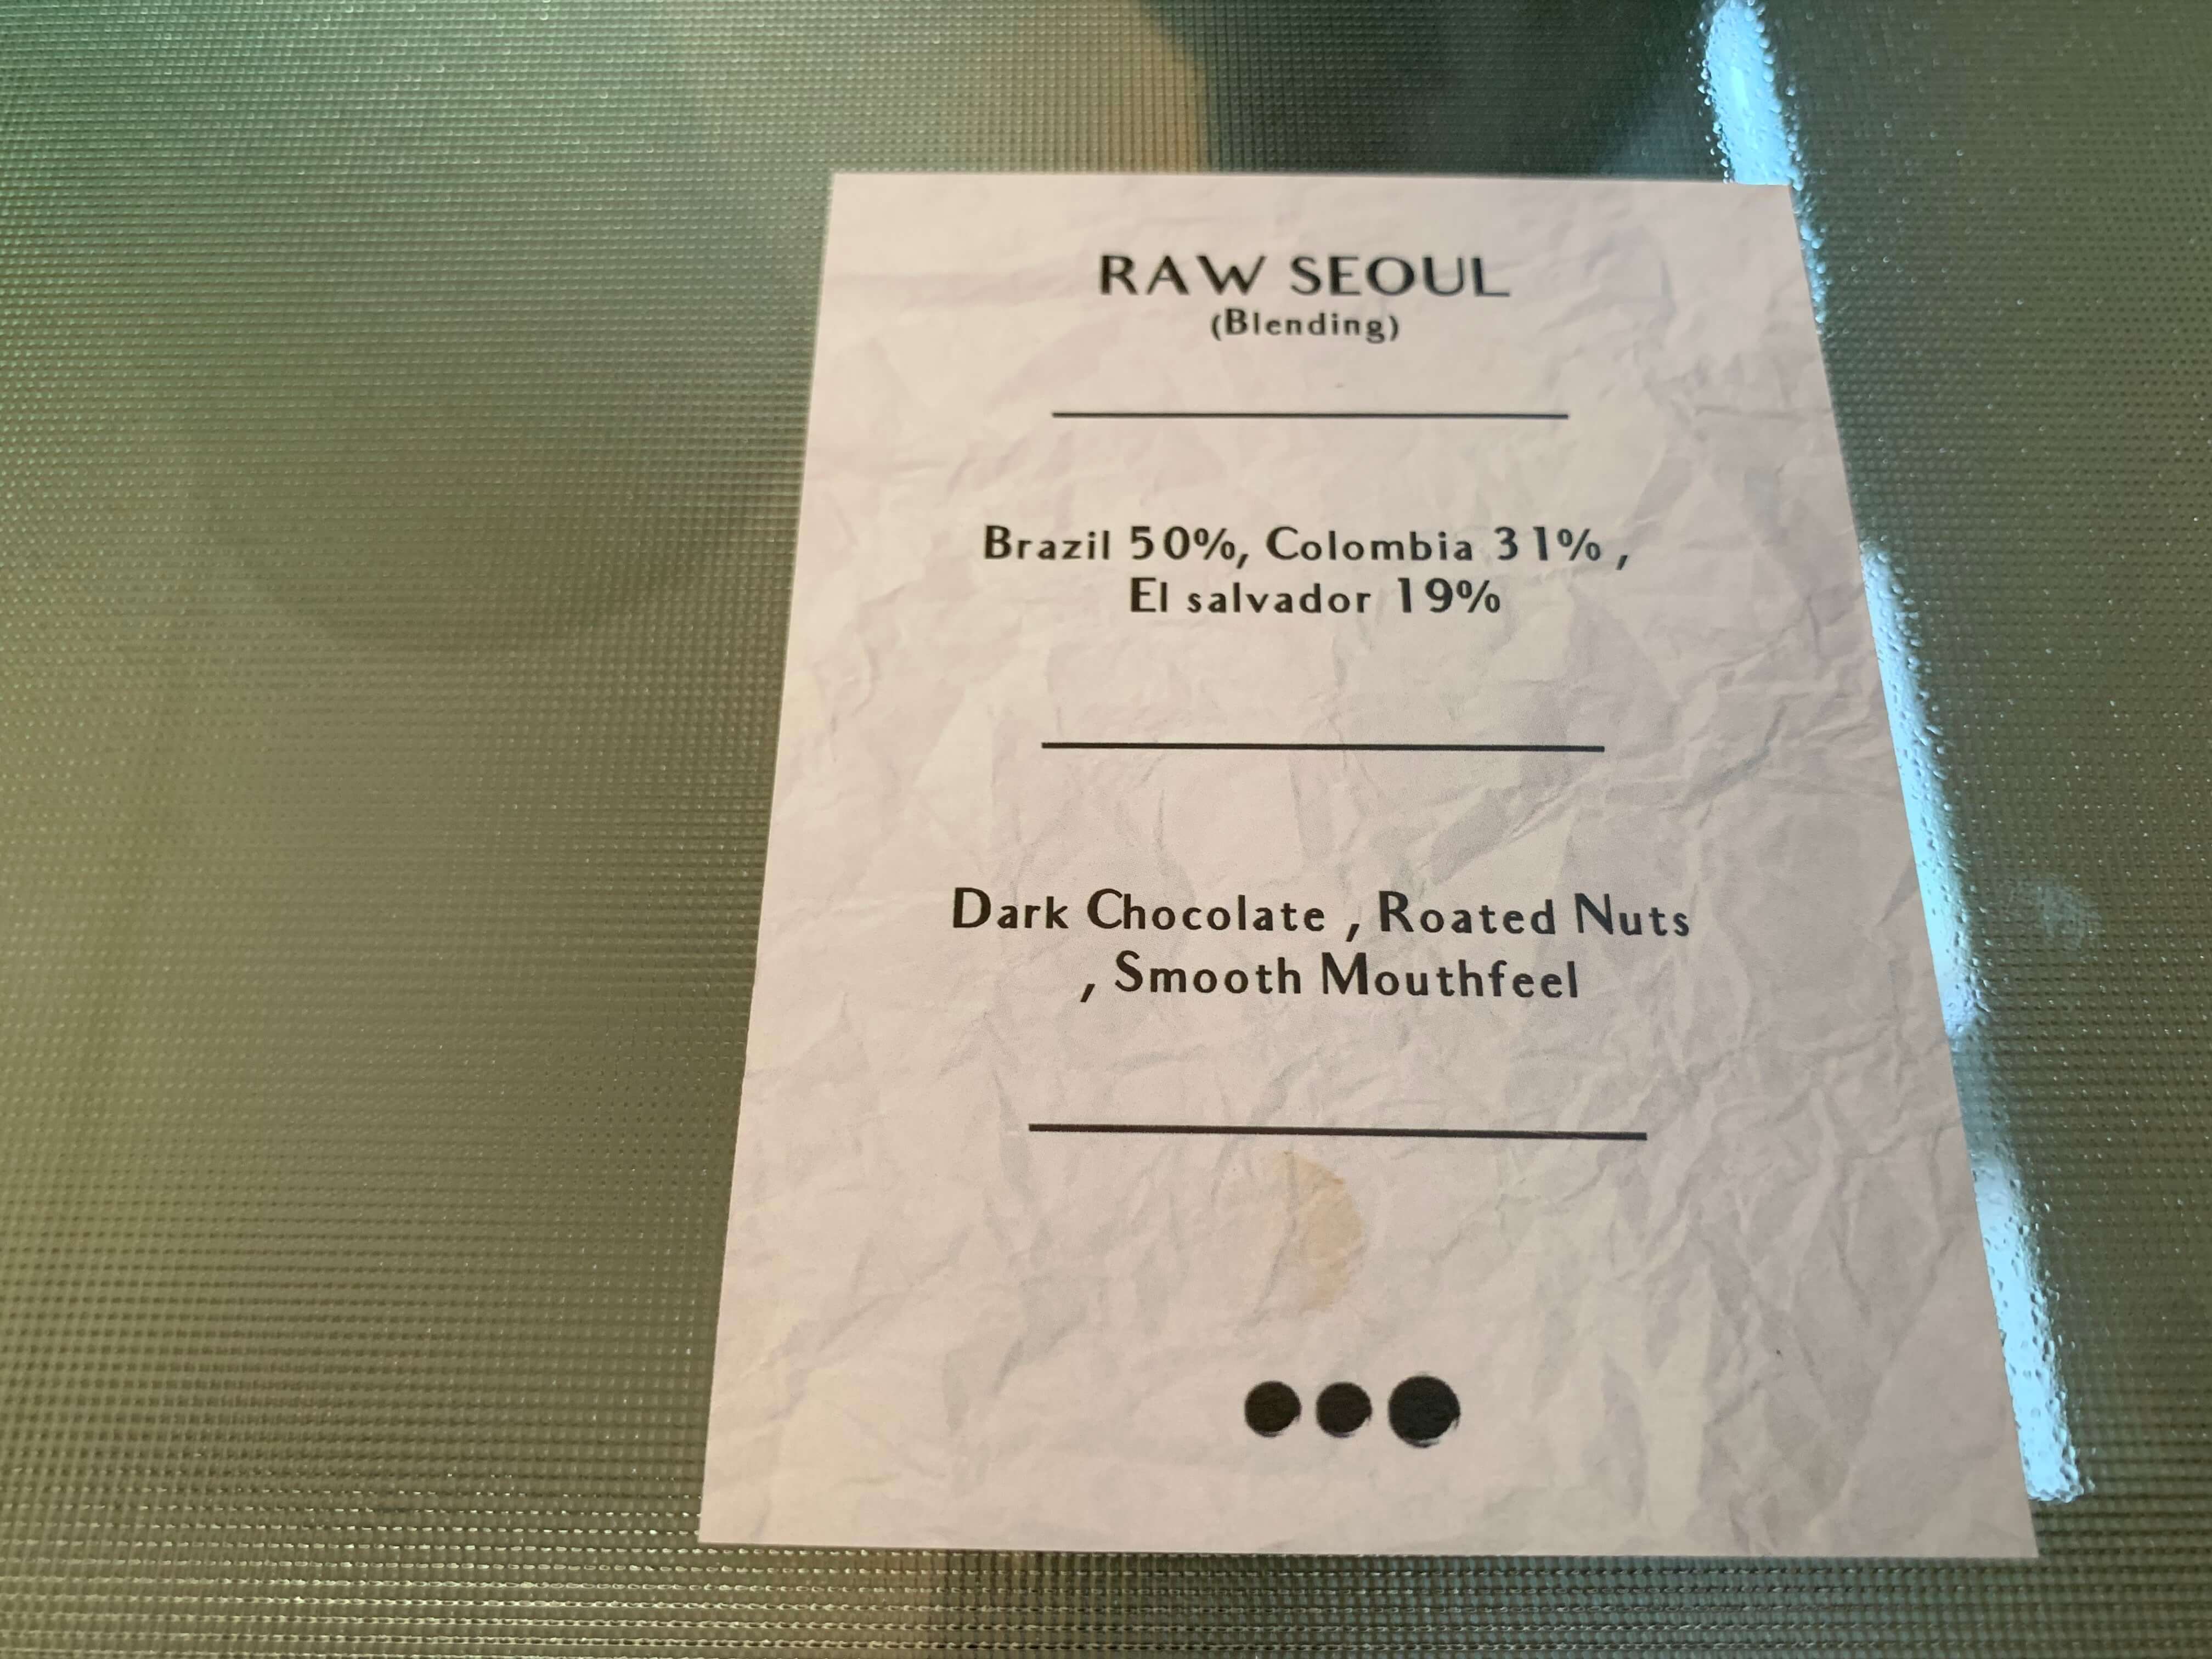 RAW SEOUL
(Blending)
Brazil 50%, Colombia 31% ,
El salvador 19%
Dark Chocolate , Roated Nuts
, Smooth Mouthfeel